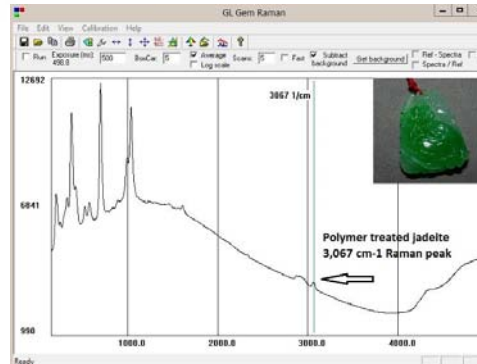 GL Gem Raman
File Edit View Calibration Help
Run Exposure (ms): 500 BoxCar: 5 Average Scans: 5 Fast Subtract background Get background Ref - Spectra
498.0 Log scale Spectra / Ref
12692
3067 1/cm
6841
Polymer treated jadeite
3,067 cm-1 Raman peak
990
1000.0 2000.0 3000.0 4000.0
Ready